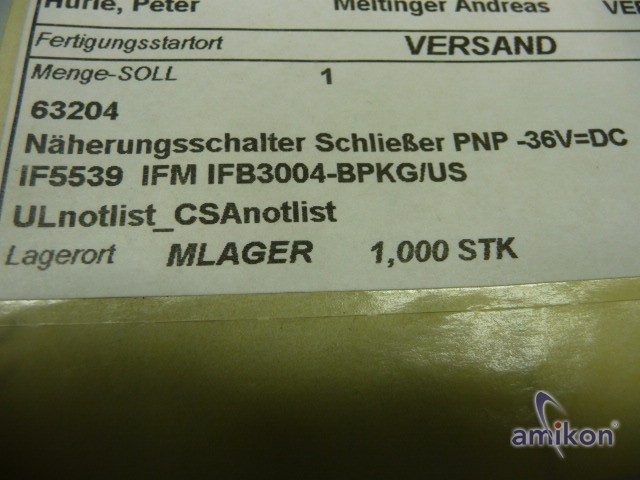 Hurle, Peter Meltinger Andreas
Fertigungsstartort VERSAND
Menge-SOLL 1
63204
Näherungsschalter Schließer PNP -36V=DC
IF5539 IFM IFB3004-BPKG/US
ULnotlist_CSAnotlist
Lagerort MLAGER 1,000 STK
amikon®